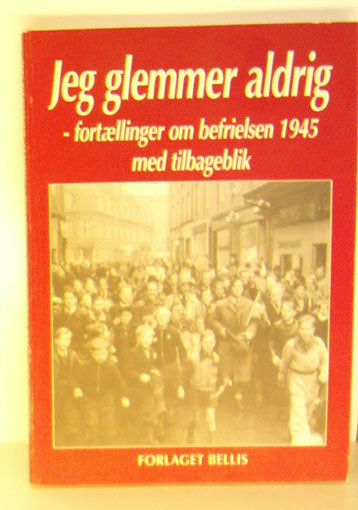 Jeg glemmer aldrig
- fortællinger om befrielsen 1945
med tilbageblik
FORLAGET BELLIS